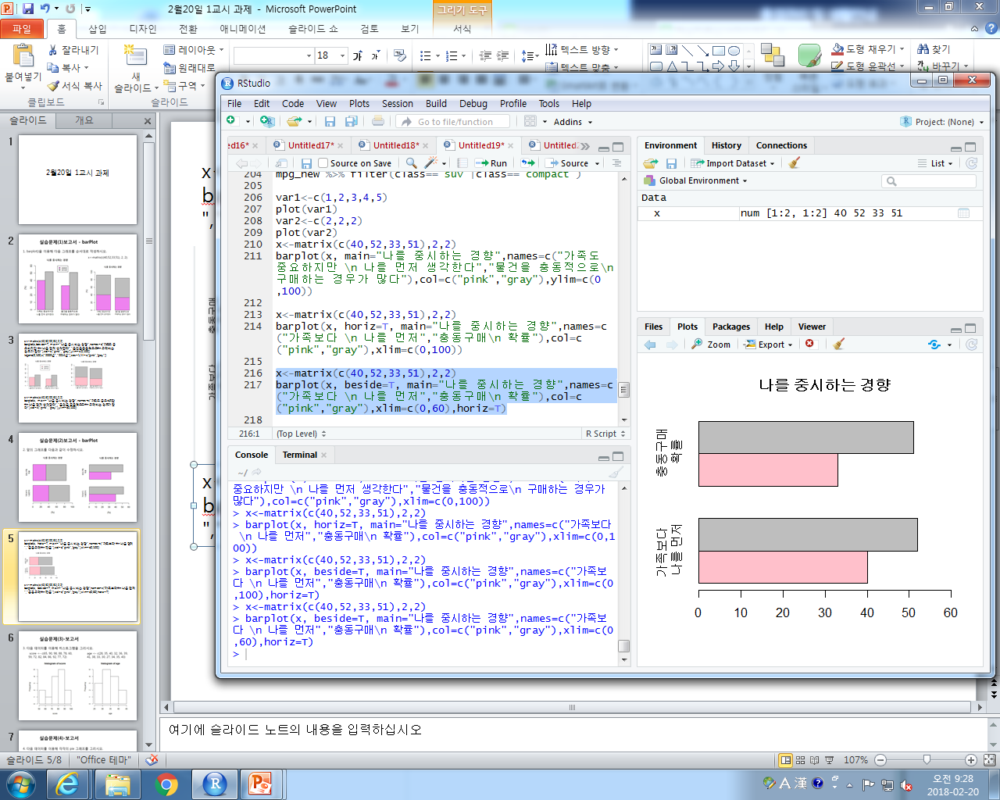 2월20일 1교시 과제 - Microsoft PowerPoint
그리기 도구
파일 홈 삽입 디자인 전환 애니메이션 슬라이드 쇼 검토 보기 서식
붙여넣기
잘라내기
복사
서식 복사
클립보드
새
슬라이드
레이아웃
원래대로
구역
슬라이드
18
가
가
텍스트 방향
텍스트 맞춤
도형 채우기
도형 윤곽선
찾기
바꾸기
슬라이드 개요
1
2월20일 1교시 과제
2
실습문제(1)보고서 - barPlot
3
4
실습문제(2)보고서 - barPlot
5
6
실습문제(3)-보고서
7
실습문제(4)-보고서
RStudio
File Edit Code View Plots Session Build Debug Profile Tools Help
Go to file/function
Addins
Project: (None)
ed16*
Untitled17*
Untitled18*
Untitled19*
Untitled
Source on Save
Run
Source
204 mpg_new %>% filter(class=="suv"|class=="compact")
205
206 var1<-c(1,2,3,4,5)
207 plot(var1)
208 var2<-c(2,2,2)
209 plot(var2)
210 x<-matrix(c(40,52,33,51),2,2)
211 barplot(x, main="나를 중시하는 경향",names=c("가족도
중요하지만 \n 나를 먼저 생각한다","물건을 충동적으로\n
구매하는 경우가 많다"),col=c("pink","gray"),ylim=c(0
,100))
212
213 x<-matrix(c(40,52,33,51),2,2)
214 barplot(x, horiz=T, main="나를 중시하는 경향",names=c
("가족보다 \n 나를 먼저","충동구매\n 확률"),col=c
("pink","gray"),xlim=c(0,100))
215
216 x<-matrix(c(40,52,33,51),2,2)
217 barplot(x, beside=T, main="나를 중시하는 경향",names=c
("가족보다 \n 나를 먼저","충동구매\n 확률"),col=c
("pink","gray"),xlim=c(0,60),horiz=T)
218
216:1 (Top Level) R Script
Console Terminal
~/
중요하지만 \n 나를 먼저 생각한다","물건을 충동적으로\n 구매하는 경우가
많다"),col=c("pink","gray"),xlim=c(0,100))
> x<-matrix(c(40,52,33,51),2,2)
> barplot(x, horiz=T, main="나를 중시하는 경향",names=c("가족보다
\n 나를 먼저","충동구매\n 확률"),col=c("pink","gray"),xlim=c(0,1
00))
> x<-matrix(c(40,52,33,51),2,2)
> barplot(x, beside=T, main="나를 중시하는 경향",names=c("가족보
다 \n 나를 먼저","충동구매\n 확률"),col=c("pink","gray"),xlim=c(0
,100),horiz=T)
> x<-matrix(c(40,52,33,51),2,2)
> barplot(x, beside=T, main="나를 중시하는 경향",names=c("가족보
다 \n 나를 먼저","충동구매\n 확률"),col=c("pink","gray"),xlim=c(0
,60),horiz=T)
>
Environment History Connections
Import Dataset
List
Global Environment
Data
x num [1:2, 1:2] 40 52 33 51
Files Plots Packages Help Viewer
Zoom
Export
나를 중시하는 경향
충동구매
확률
가족보다
나를먼저
0 10 20 30 40 50 60
여기에 슬라이드 노트의 내용을 입력하십시오
슬라이드 5/8 "Office 테마" 107%
A 漢
오전 9:28
2018-02-20